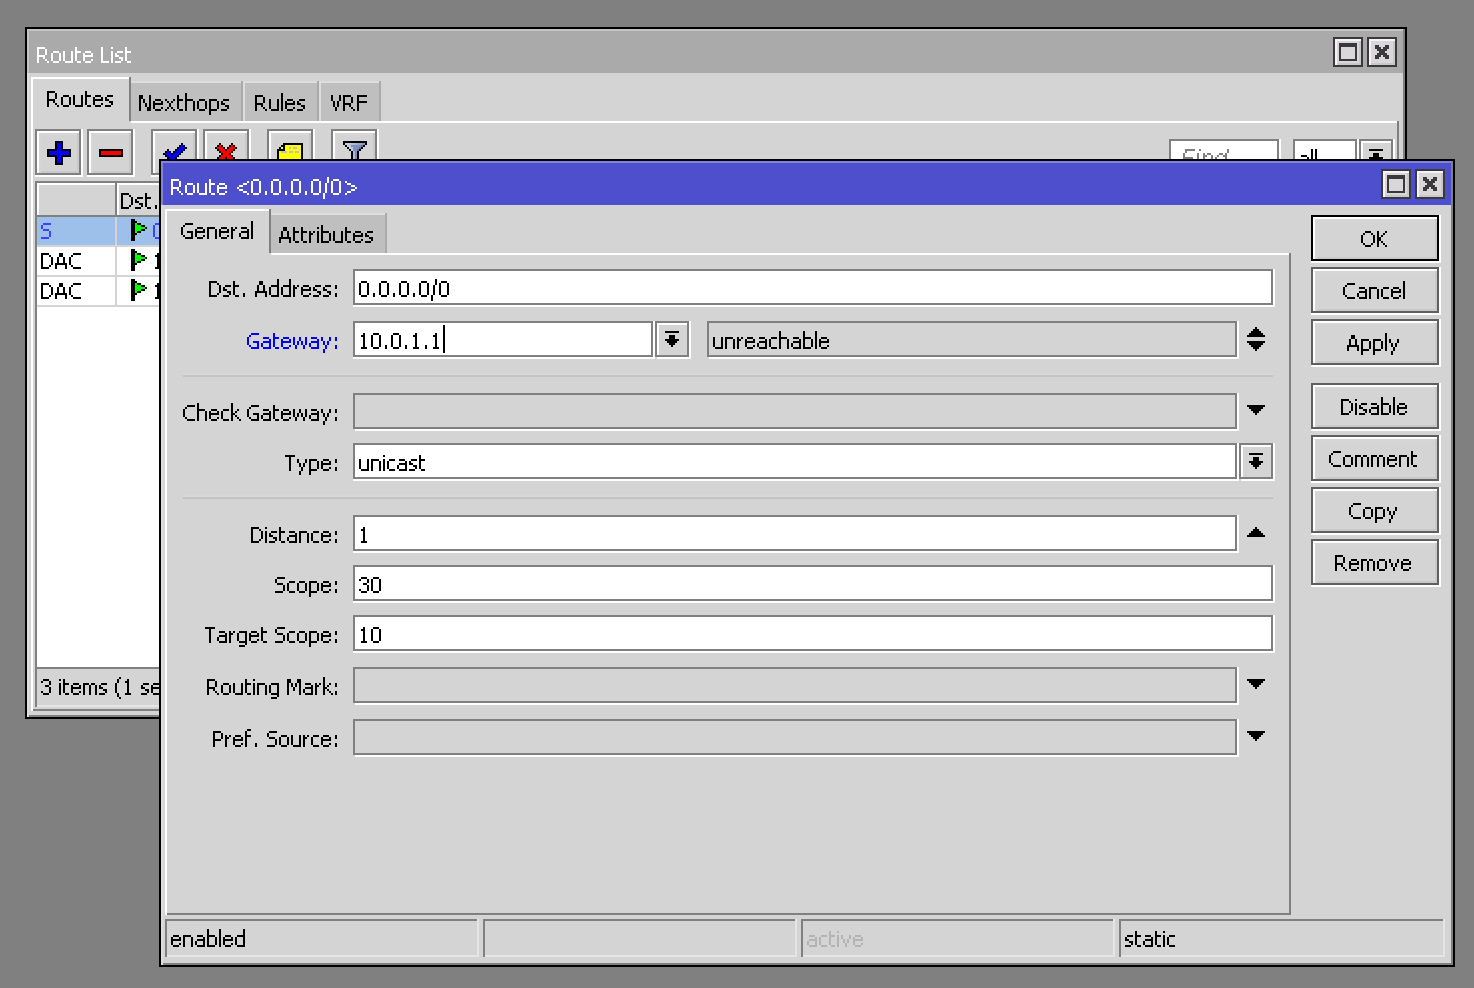 Route List
Routes Nexthops Rules VRF
Find all
Dst.
S
DAC
DAC
3 items (1 se
Route <0.0.0.0/0>
General Attributes
Dst. Address: 0.0.0.0/0
Gateway: 10.0.1.1 unreachable
Check Gateway:
Type: unicast
Distance: 1
Scope: 30
Target Scope: 10
Routing Mark:
Pref. Source:
OK
Cancel
Apply
Disable
Comment
Copy
Remove
enabled active static